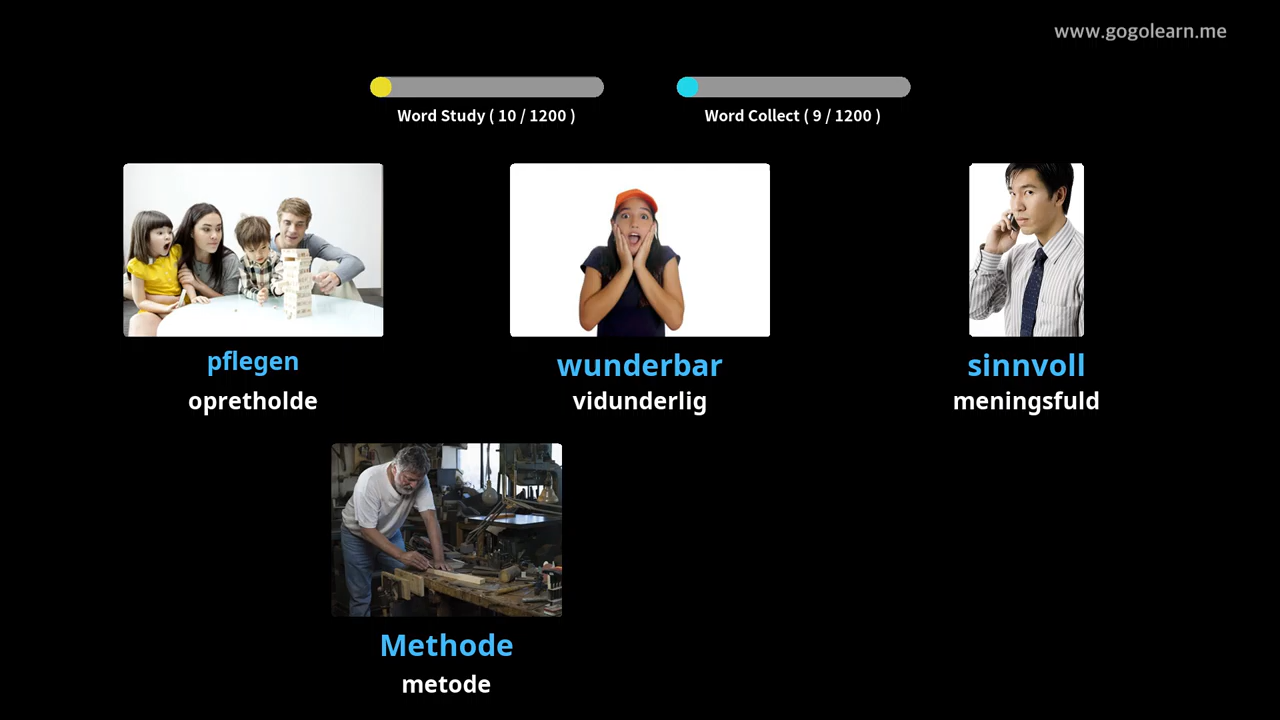 www.gogolearn.me
Word Study ( 10 / 1200 )
Word Collect ( 9 / 1200 )
pflegen
opretholde
wunderbar
vidunderlig
sinnvoll
meningsfuld
Methode
metode